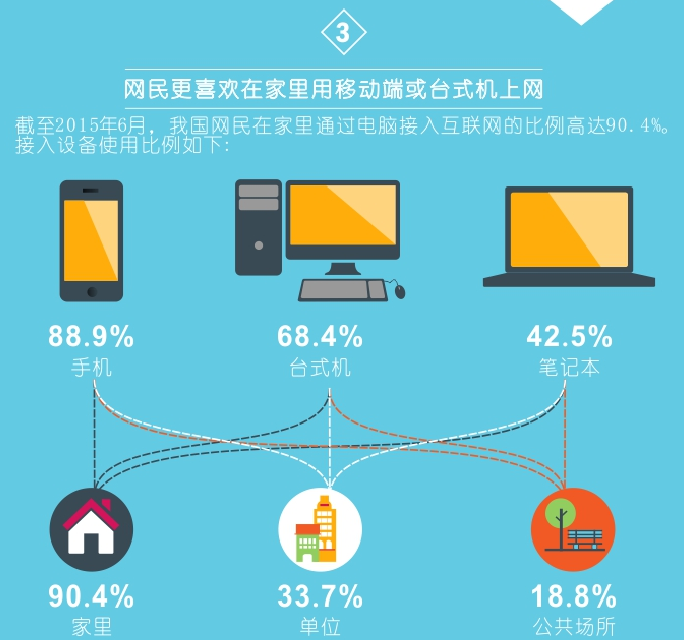 3
网民更喜欢在家里用移动端或台式机上网
截至2015年6月，我国网民在家里通过电脑接入互联网的比例高达90.4%。
接入设备使用比例如下:
88.9% 68.4% 42.5%
手机 台式机 笔记本
90.4% 33.7% 18.8%
家里 单位 公共场所